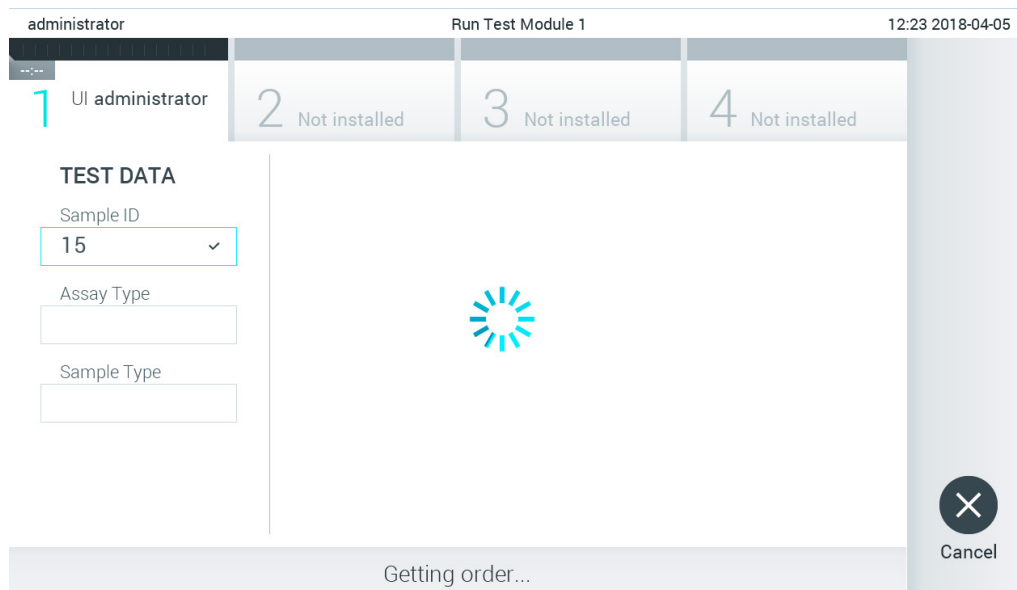 administrator Run Test Module 1 12:23 2018-04-05
--:--
1 UI administrator 2 Not installed 3 Not installed 4 Not installed
TEST DATA
Sample ID
15
Assay Type
Sample Type
Cancel
Getting order...